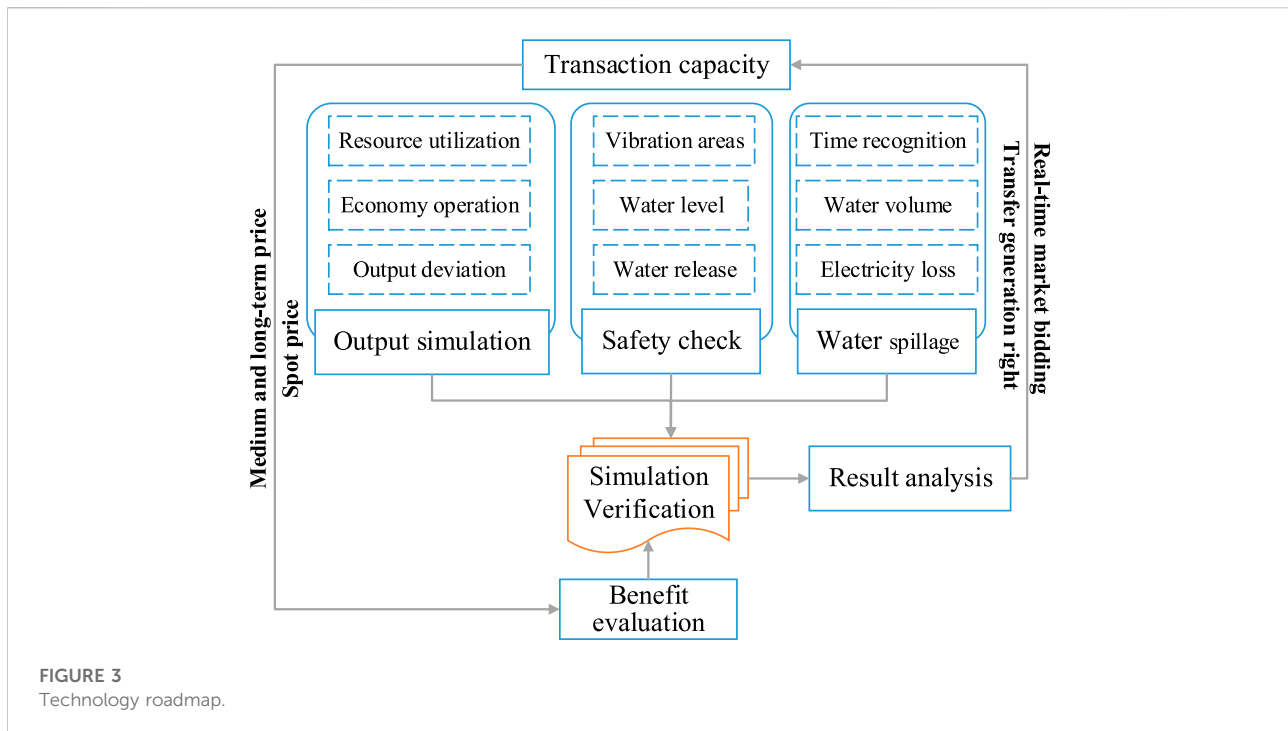 Transaction capacity
Resource utilization
Economy operation
Output deviation
Output simulation
Vibration areas
Water level
Water release
Safety check
Time recognition
Water volume
Electricity loss
Water spillage
Medium and long-term price
Spot price
Real-time market bidding
Transfer generation right
Simulation
Verification
Result analysis
Benefit
evaluation
FIGURE 3
Technology roadmap.